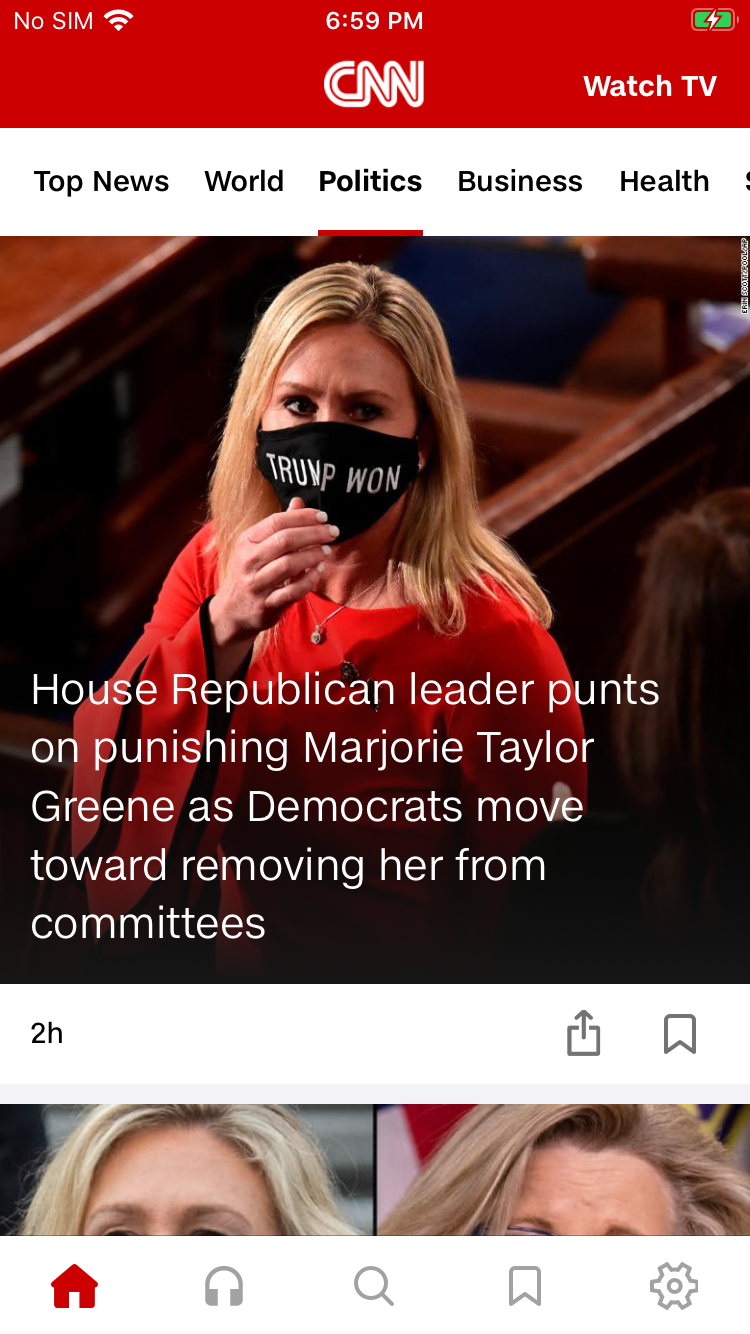 No SIM 6:59 PM
CNN Watch TV
Top News World Politics Business Health
ERIN SCOTT/POOL/AP
TRUMP WON
House Republican leader punts
on punishing Marjorie Taylor
Greene as Democrats move
toward removing her from
committees
2h